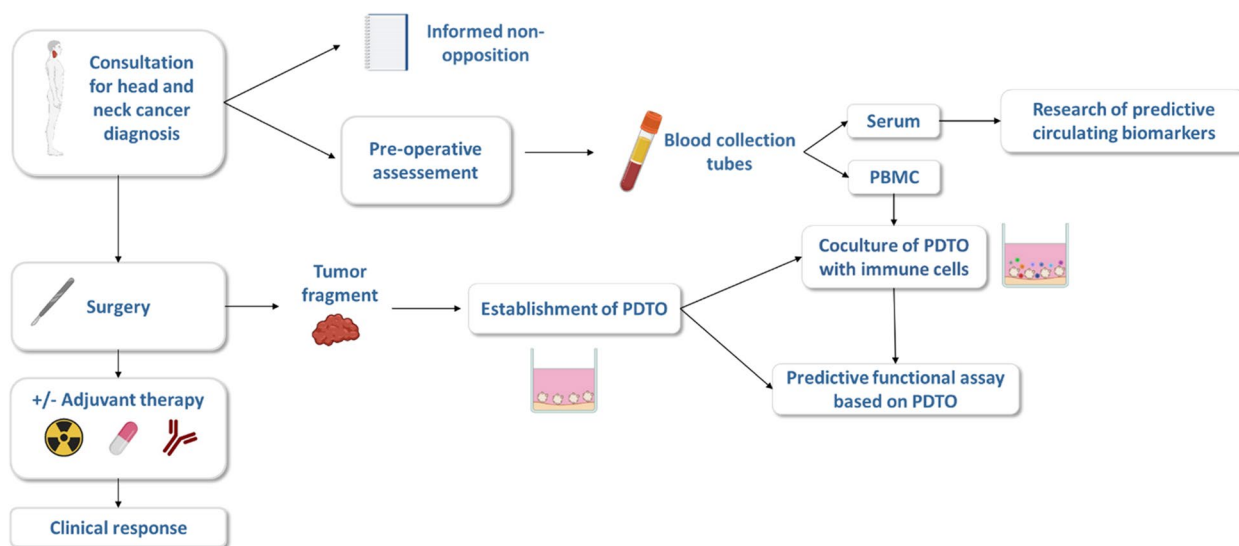 Consultation
for head and
neck cancer
diagnosis
Informed non-
opposition
Pre-operative
assessement
Blood collection
tubes
Serum
PBMC
Research of predictive
circulating biomarkers
Coculture of PDTO
with immune cells
Surgery
Tumor
fragment
Establishment of PDTO
Predictive functional assay
based on PDTO
+/- Adjuvant therapy
Clinical response